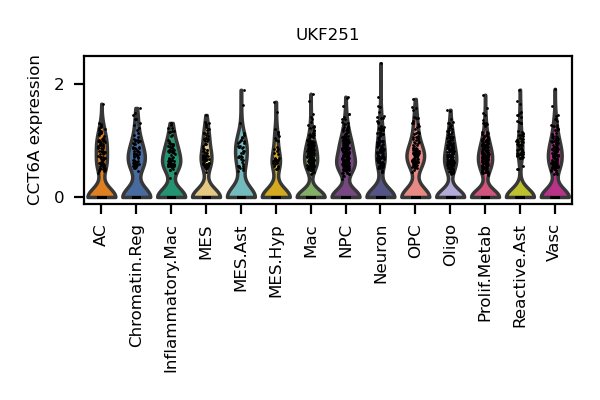 UKF251
CCT6A expression
2
0
AC
Chromatin.Reg
Inflammatory.Mac
MES
MES.Ast
MES.Hyp
Mac
NPC
Neuron
OPC
Oligo
Prolif.Metab
Reactive.Ast
Vasc